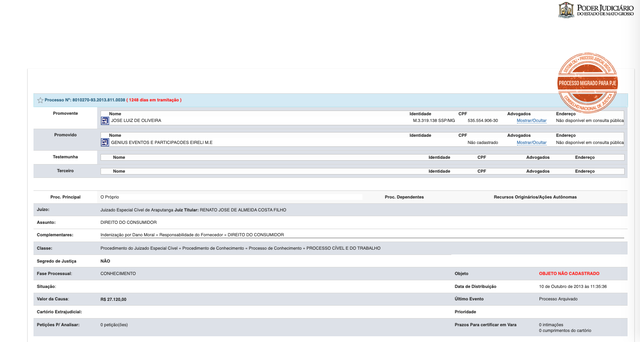 PODER JUDICIÁRIO
DO ESTADO DE MATO GROSSO
PROCESSO MIGRADO PARA PJE
Processo Nº: 8010270-93.2013.811.0038 ( 1248 dias em tramitação )
Promovente
Nome Identidade CPF Advogados Endereço
JOSE LUIZ DE OLIVEIRA M.3.319.138 SSP/MG 535.554.906-30 Mostrar/Ocultar Não disponível em consulta pública
Promovido
Nome Identidade CPF Advogados Endereço
GENIUS EVENTOS E PARTICIPACOES EIRELI M.E Não cadastrado Mostrar/Ocultar Não disponível em consulta pública
Testemunha Nome Identidade CPF Advogados Endereço
Terceiro Nome Identidade CPF Advogados Endereço
Proc. Principal O Próprio Proc. Dependentes Recursos Originários/Ações Autônomas
Juízo: Juizado Especial Cível de Araputanga Juiz Titular: RENATO JOSE DE ALMEIDA COSTA FILHO
Assunto: DIREITO DO CONSUMIDOR
Complementares: Indenização por Dano Moral » Responsabilidade do Fornecedor » DIREITO DO CONSUMIDOR
Classe: Procedimento do Juizado Especial Cível » Procedimento de Conhecimento » Processo de Conhecimento » PROCESSO CÍVEL E DO TRABALHO
Segredo de Justiça NÃO
Fase Processual: CONHECIMENTO Objeto OBJETO NÃO CADASTRADO
Situação: Data de Distribuição 10 de Outubro de 2013 às 11:35:38
Valor da Causa: R$ 27.120,00 Último Evento Processo Arquivado
Cartório Extrajudicial: Prioridade
Petições P/ Analisar: 0 petição(ões) Prazos Para certificar em Vara 0 intimações
0 cumprimentos do cartório